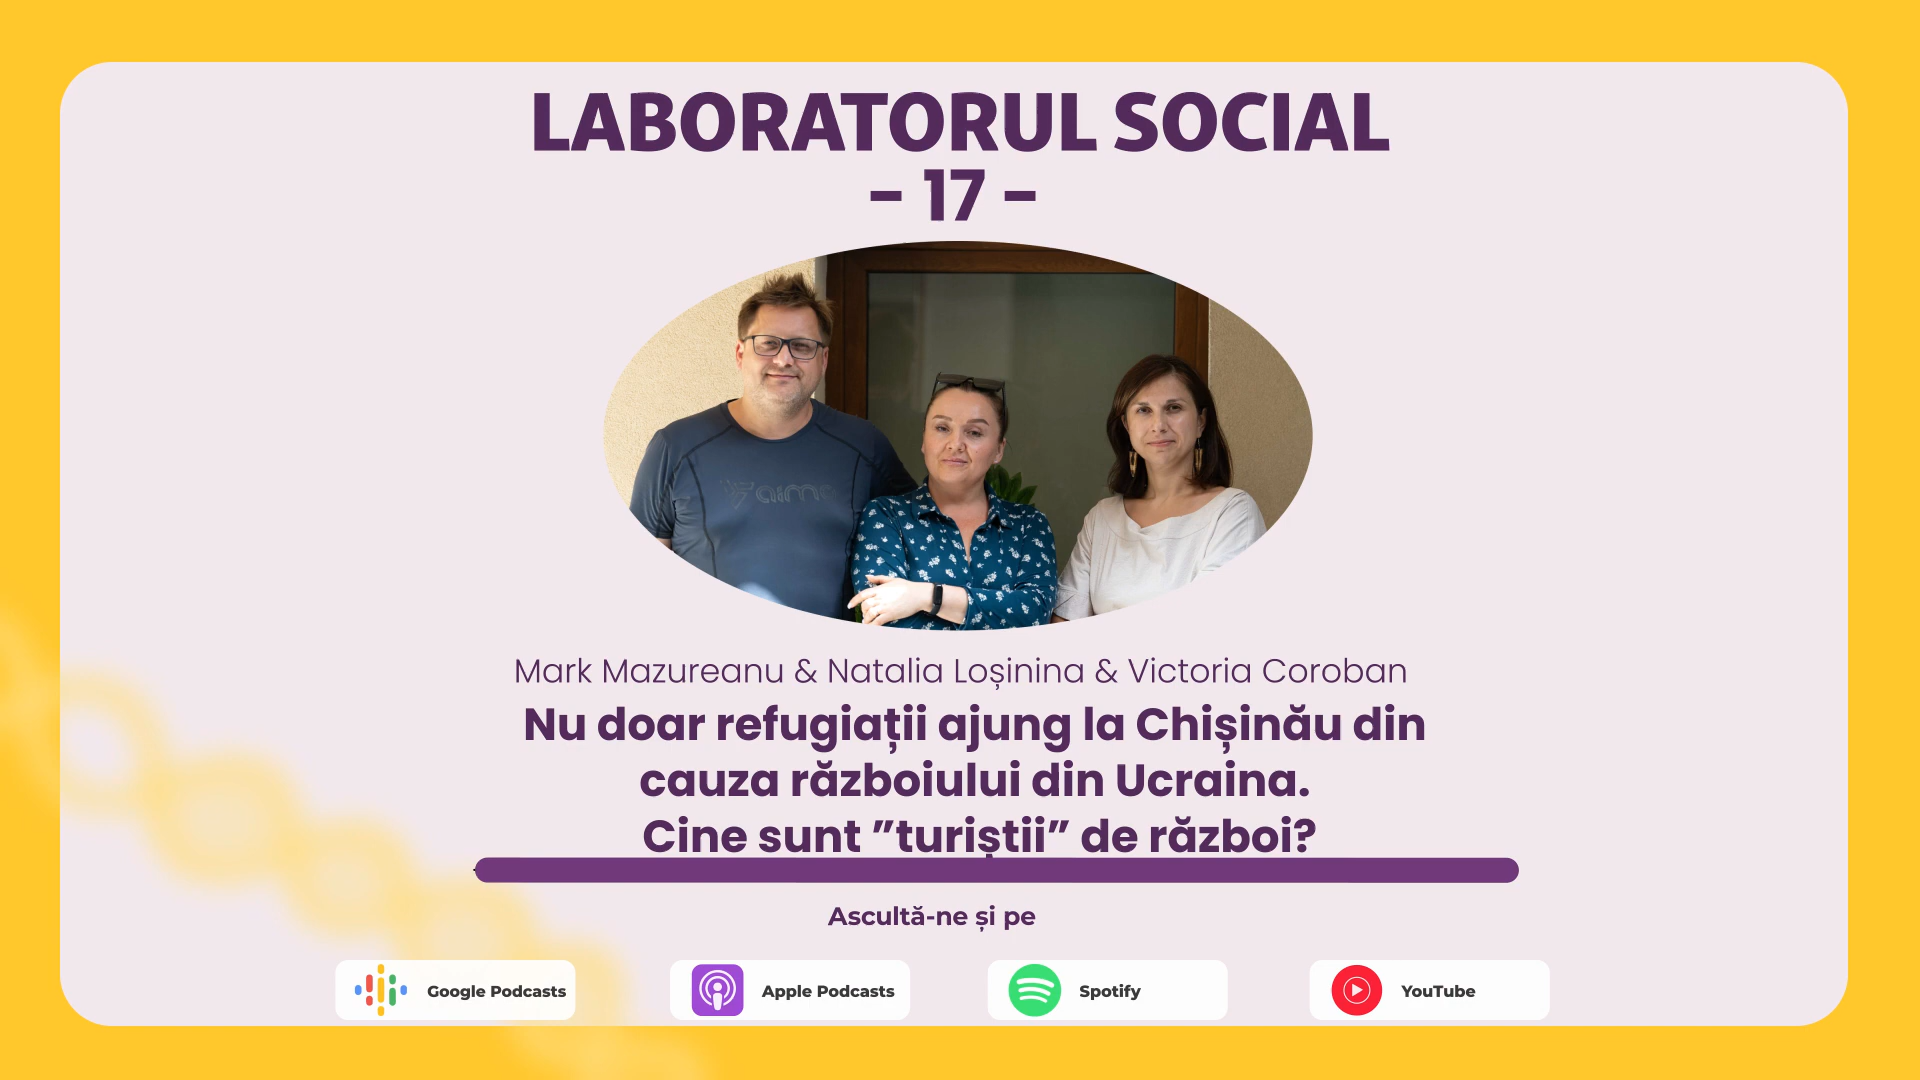 LABORATORUL SOCIAL
- 17 -
Mark Mazureanu & Natalia Loșinina & Victoria Coroban
Nu doar refugiații ajung la Chișinău din
cauza războiului din Ucraina.
Cine sunt ”turiștii” de război?
Ascultă-ne și pe
Google Podcasts
Apple Podcasts
Spotify
YouTube